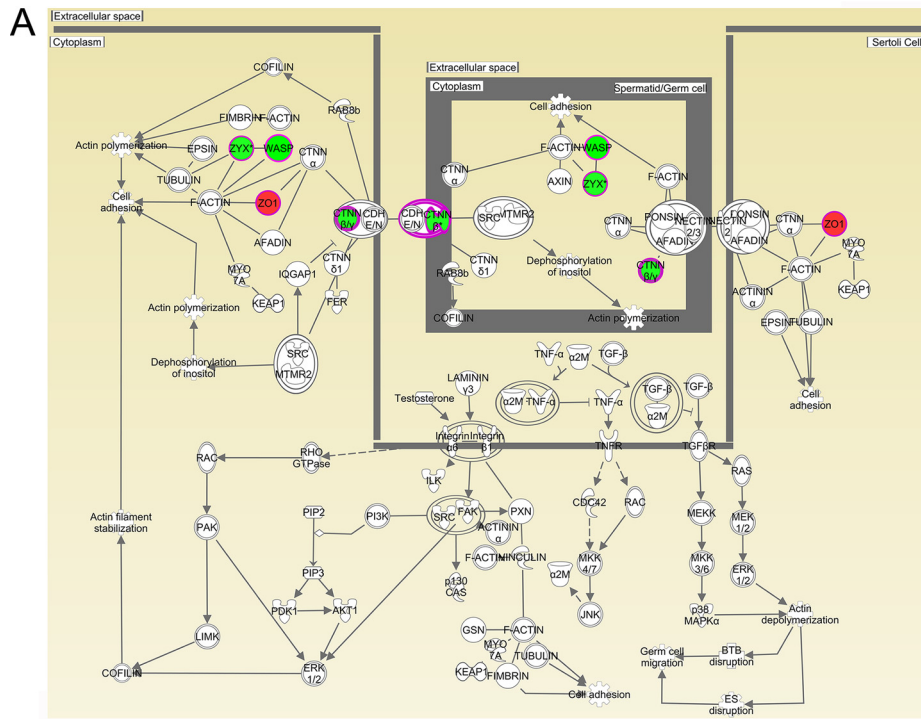 A
Extracellular space
Cytoplasm
Sertoli Cell
Extracellular space
Cytoplasm
Spermatid/Germ cell
COFILIN
RAB8b
FIMBRIN
F-ACTIN
Actin polymerization
EPSIN
ZYX*
WASP
CTNN
α
TUBULIN
Cell
adhesion
F-ACTIN
ZO1
AFADIN
CTNN
β/γ
CDH
E/N
MYO
7A
IQGAP1
CTNN
δ1
KEAP1
FER
Actin polymerization
SRC
MTMR2
Dephosphorylation
of inositol
Cell adhesion
F-ACTIN
WASP
CTNN
α
AXIN
ZYX*
F-ACTIN
CDH
E/N
CTNN
β*
SRC
MTMR2
CTNN
α
PONSIN
NECTIN
2/3
AFADIN
RAB8b
CTNN
δ1
Dephosphorylation
of inositol
CTNN
β/γ
COFILIN
Actin polymerization
NECTIN
2
PONSIN
AFADIN
CTNN
α
ZO1
MYO
7A
F-ACTIN
KEAP1
ACTININ
α
EPSIN
TUBULIN
Cell
adhesion
TNF-α
α2M
TGF-β
LAMININ
γ3
Testosterone
α2M
TNF-α
TNF-α
TGF-β
α2M
TGF-β
Integrin
α6
Integrin
β1
TNFR
TGFβR
RAC
RHO
GTPase
ILK
CDC42
RAC
RAS
MEKK
MEK
1/2
Actin filament
stabilization
PAK
PIP2
PI3K
SRC
FAK
PXN
ACTININ
α
F-ACTIN
VINCULIN
α2M
MKK
4/7
MKK
3/6
ERK
1/2
PIP3
p130
CAS
PDK1
AKT1
JNK
p38
MAPKα
Actin
depolymerization
LIMK
GSN
F-ACTIN
MYO
7A
TUBULIN
KEAP1
FIMBRIN
Cell adhesion
COFILIN
ERK
1/2
Germ cell
migration
BTB
disruption
ES
disruption